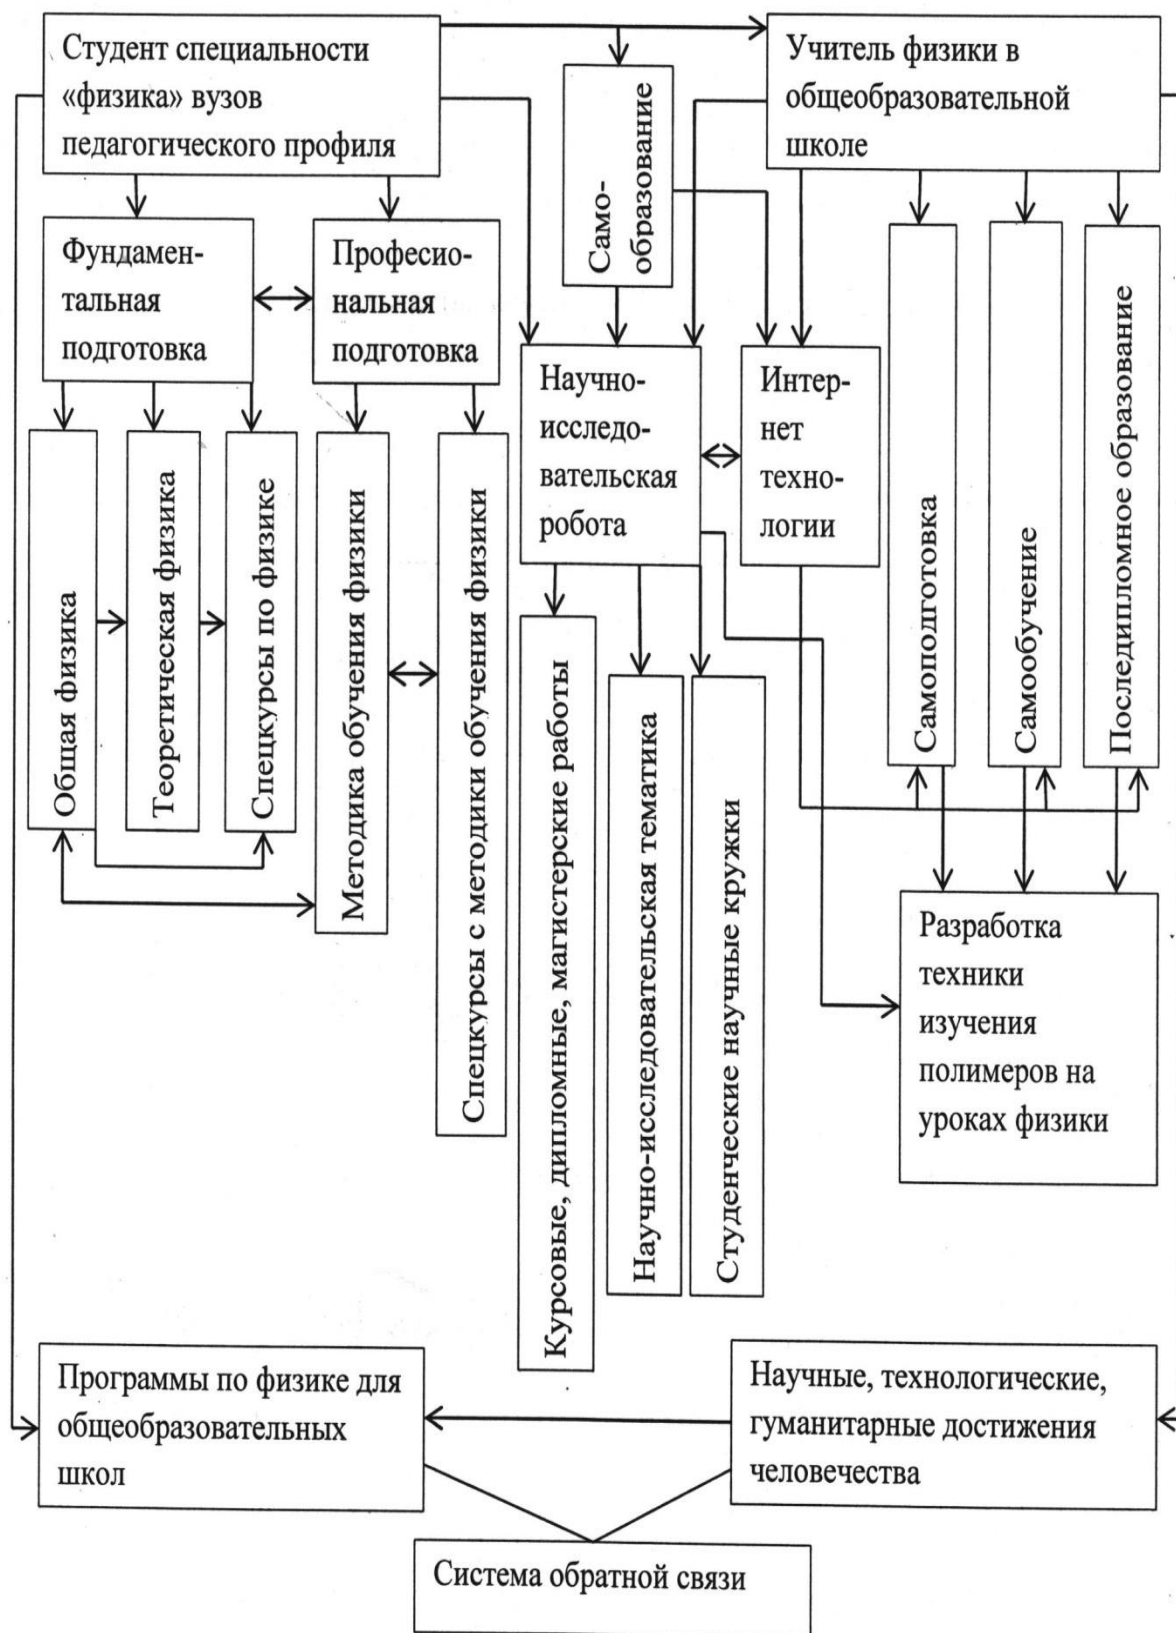 Студент специальности
«физика» вузов
педагогического профиля
Само-
образование
Учитель физики в
общеобразовательной
школе
Фундамен-
тальная
подготовка
Професио-
нальная
подготовка
Научно-
исследо-
вательская
робота
Интер-
нет
техно-
логии
Общая физика
Теоретическая физика
Спецкурсы по физике
Методика обучения физики
Спецкурсы с методики обучения физики
Курсовые, дипломные, магистерские работы
Научно-исследовательская тематика
Студенческие научные кружки
Самоподготовка
Самообучение
Последипломное образование
Разработка
техники
изучения
полимеров на
уроках физики
Программы по физике для
общеобразовательных
школ
Научные, технологические,
гуманитарные достижения
человечества
Система обратной связи